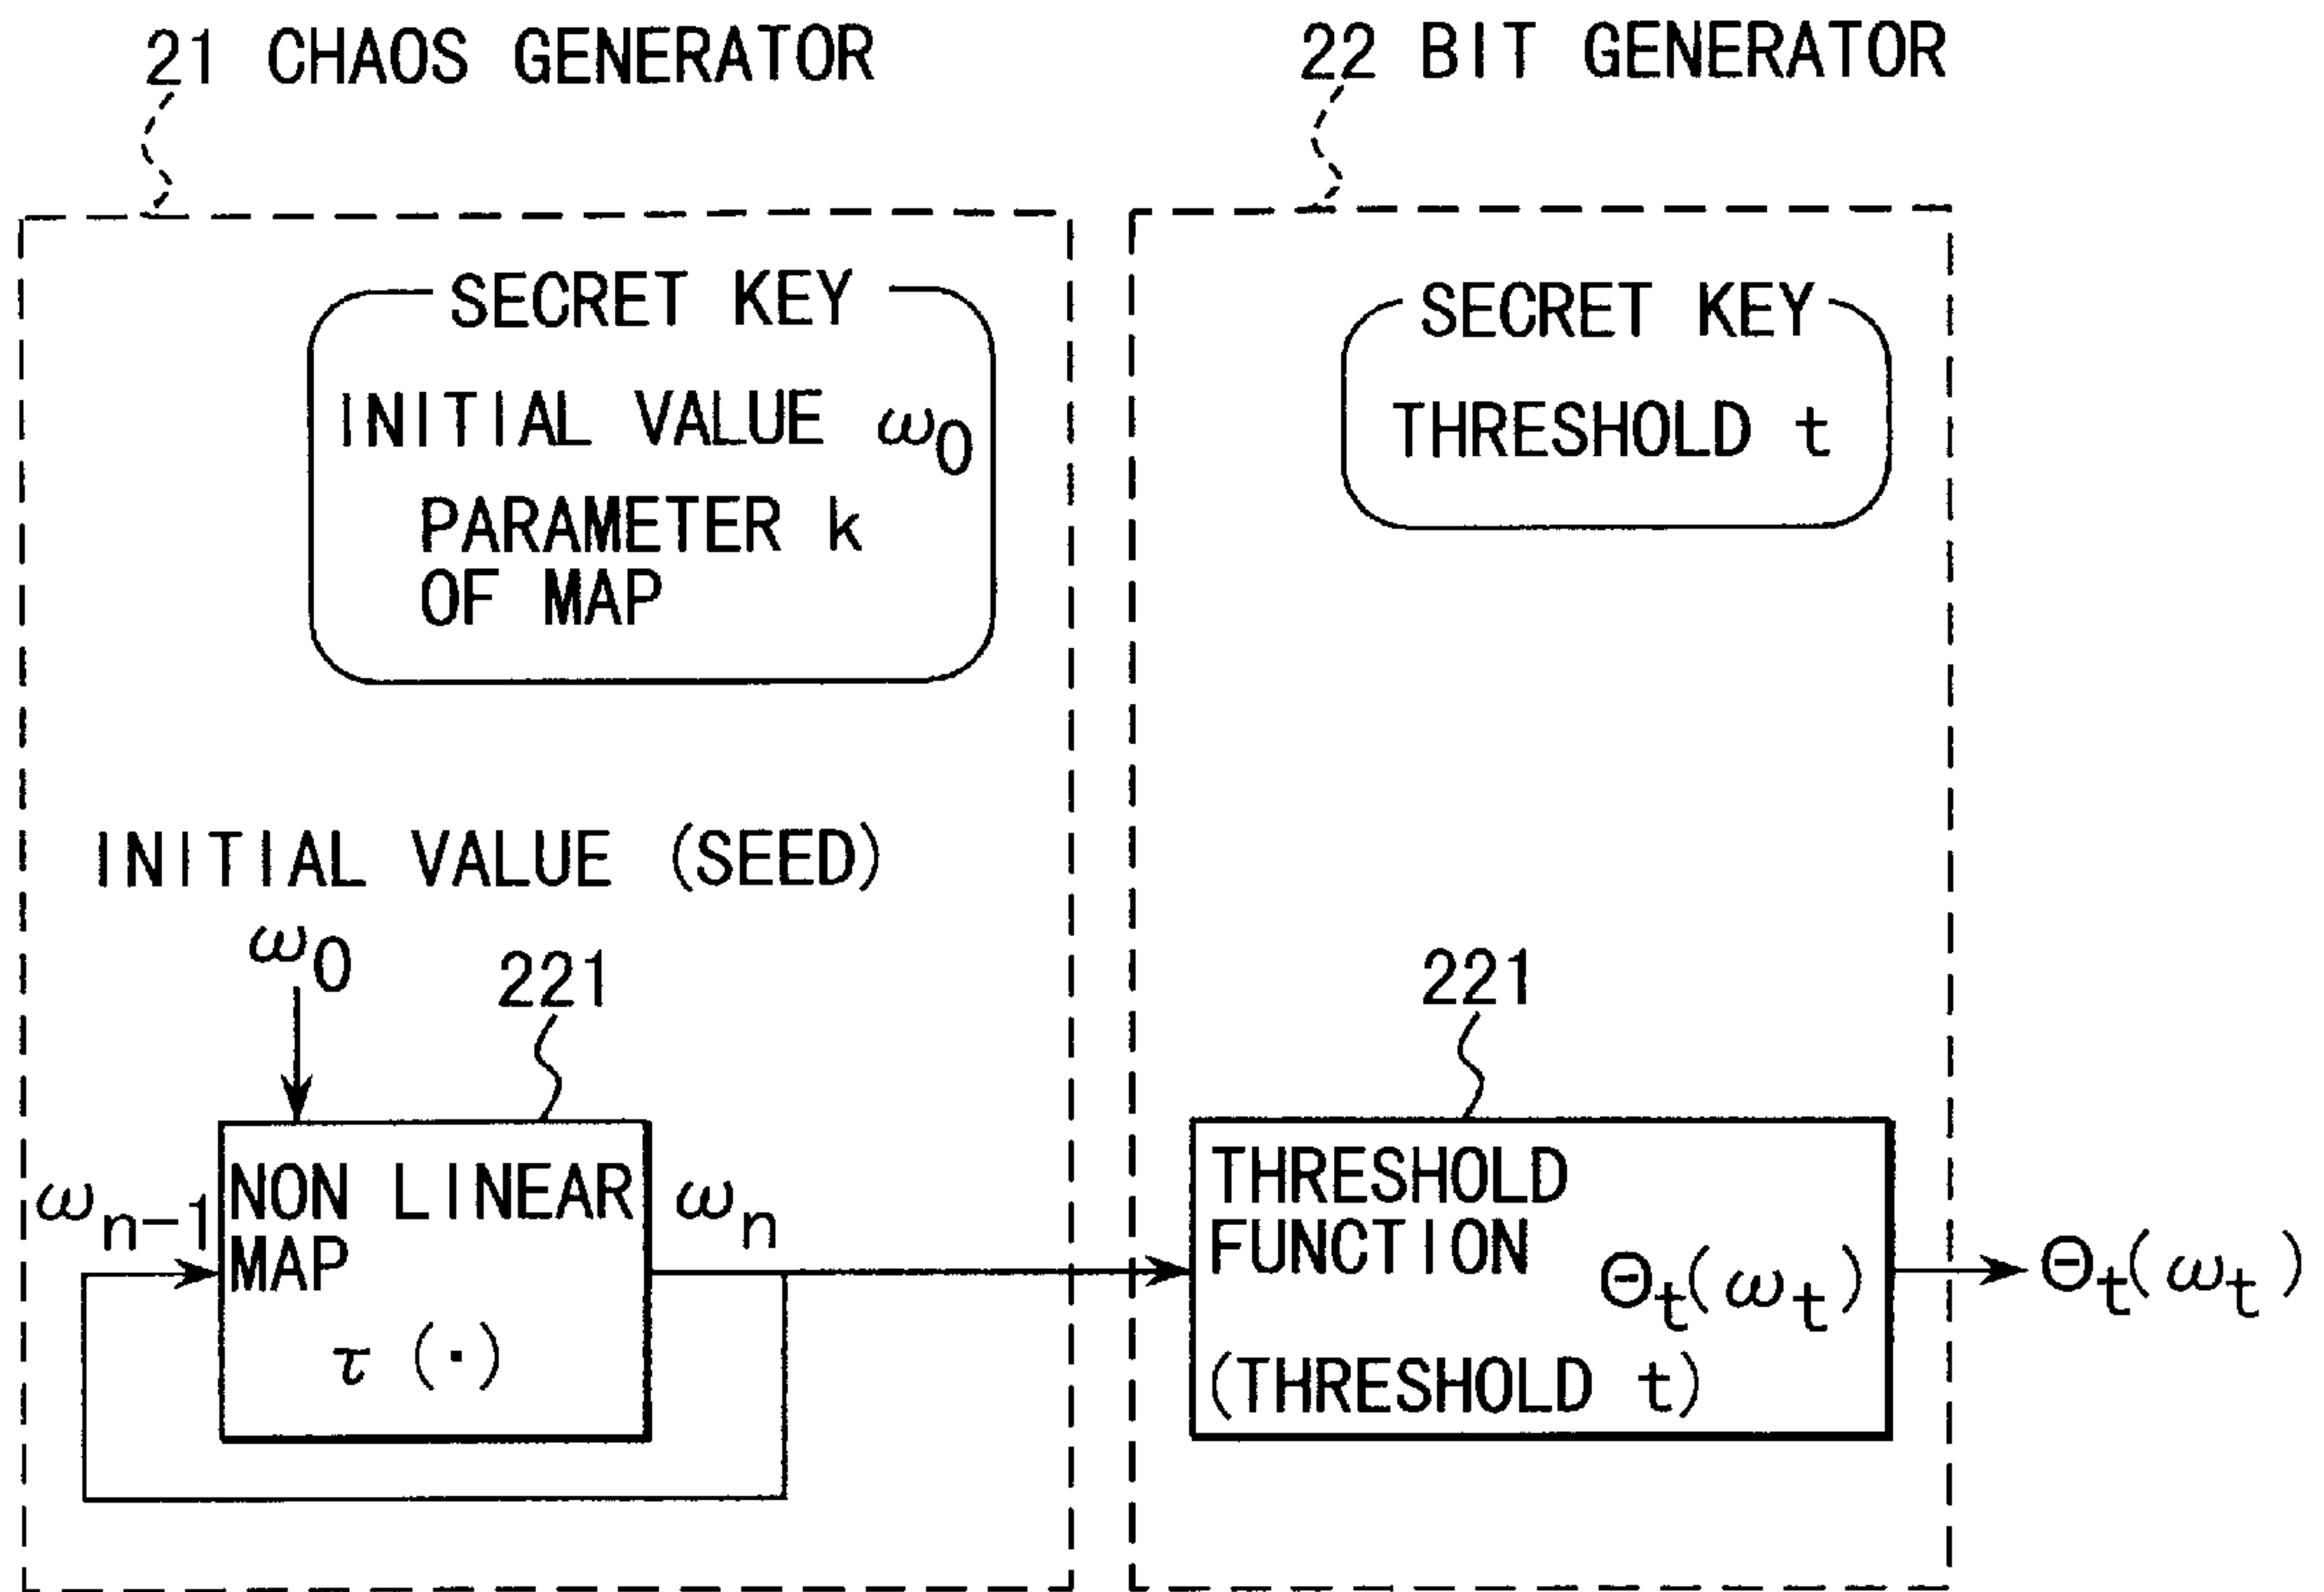 21 CHAOS GENERATOR
SECRET KEY
INITIAL VALUE ω0
PARAMETER k
OF MAP
INITIAL VALUE (SEED)
ω0
221
ωn-1
NON LINEAR
MAP
τ (·)
ωn
22 BIT GENERATOR
SECRET KEY
THRESHOLD t
221
THRESHOLD
FUNCTION
Θt(ωt)
(THRESHOLD t)
Θt(ωt)